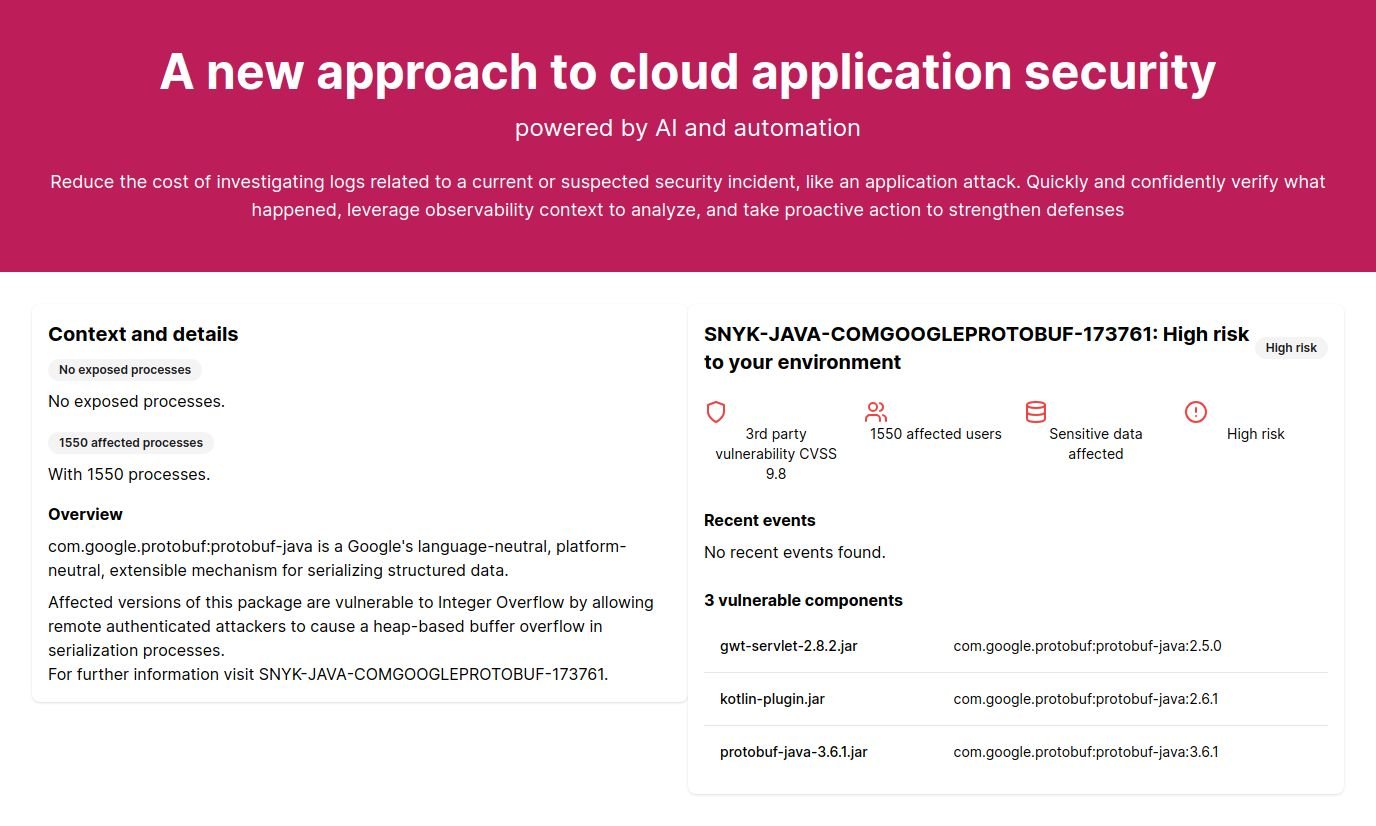 A new approach to cloud application security
powered by AI and automation
Reduce the cost of investigating logs related to a current or suspected security incident, like an application attack. Quickly and confidently verify what
happened, leverage observability context to analyze, and take proactive action to strengthen defenses
Context and details
No exposed processes
No exposed processes.
1550 affected processes
With 1550 processes.
Overview
com.google.protobuf:protobuf-java is a Google's language-neutral, platform-
neutral, extensible mechanism for serializing structured data.
Affected versions of this package are vulnerable to Integer Overflow by allowing
remote authenticated attackers to cause a heap-based buffer overflow in
serialization processes.
For further information visit SNYK-JAVA-COMGOOGLEPROTOBUF-173761.
SNYK-JAVA-COMGOOGLEPROTOBUF-173761: High risk
to your environment
High risk
3rd party
vulnerability CVSS
9.8
1550 affected users
Sensitive data
affected
High risk
Recent events
No recent events found.
3 vulnerable components
gwt-servlet-2.8.2.jar com.google.protobuf:protobuf-java:2.5.0
kotlin-plugin.jar com.google.protobuf:protobuf-java:2.6.1
protobuf-java-3.6.1.jar com.google.protobuf:protobuf-java:3.6.1